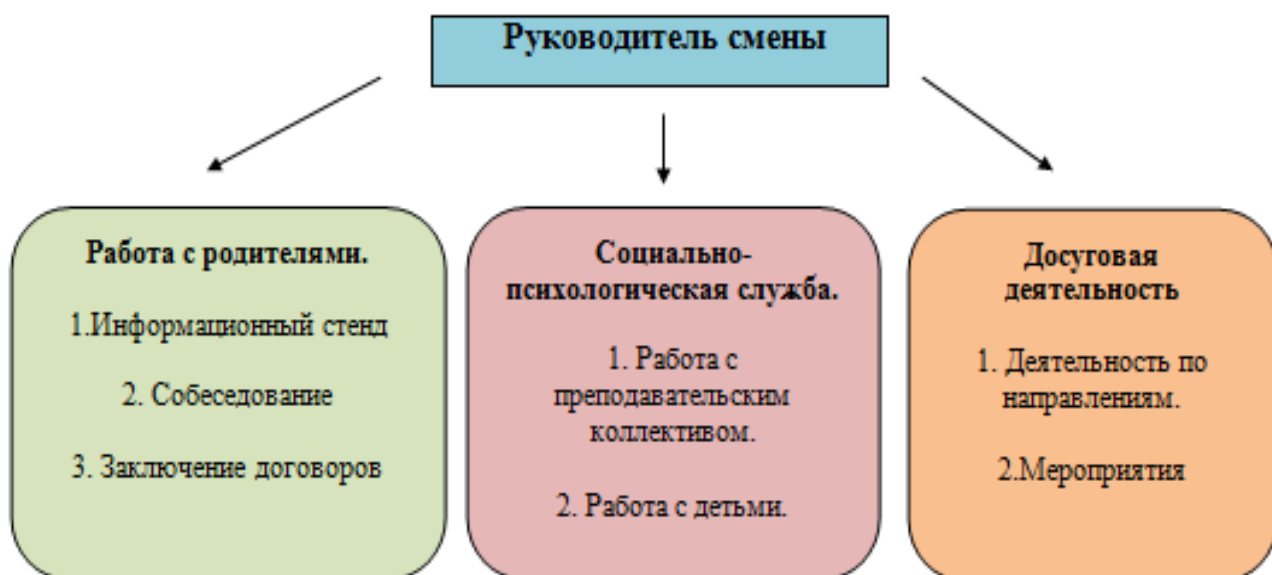 Руководитель смены
Работа с родителями.
1.Информационный стенд
2. Собеседование
3. Заключение договоров
Социально-
психологическая служба.
1. Работа с
преподавательским
коллективом.
2. Работа с детьми.
Досуговая
деятельность
1. Деятельность по
направлениям.
2.Мероприятия